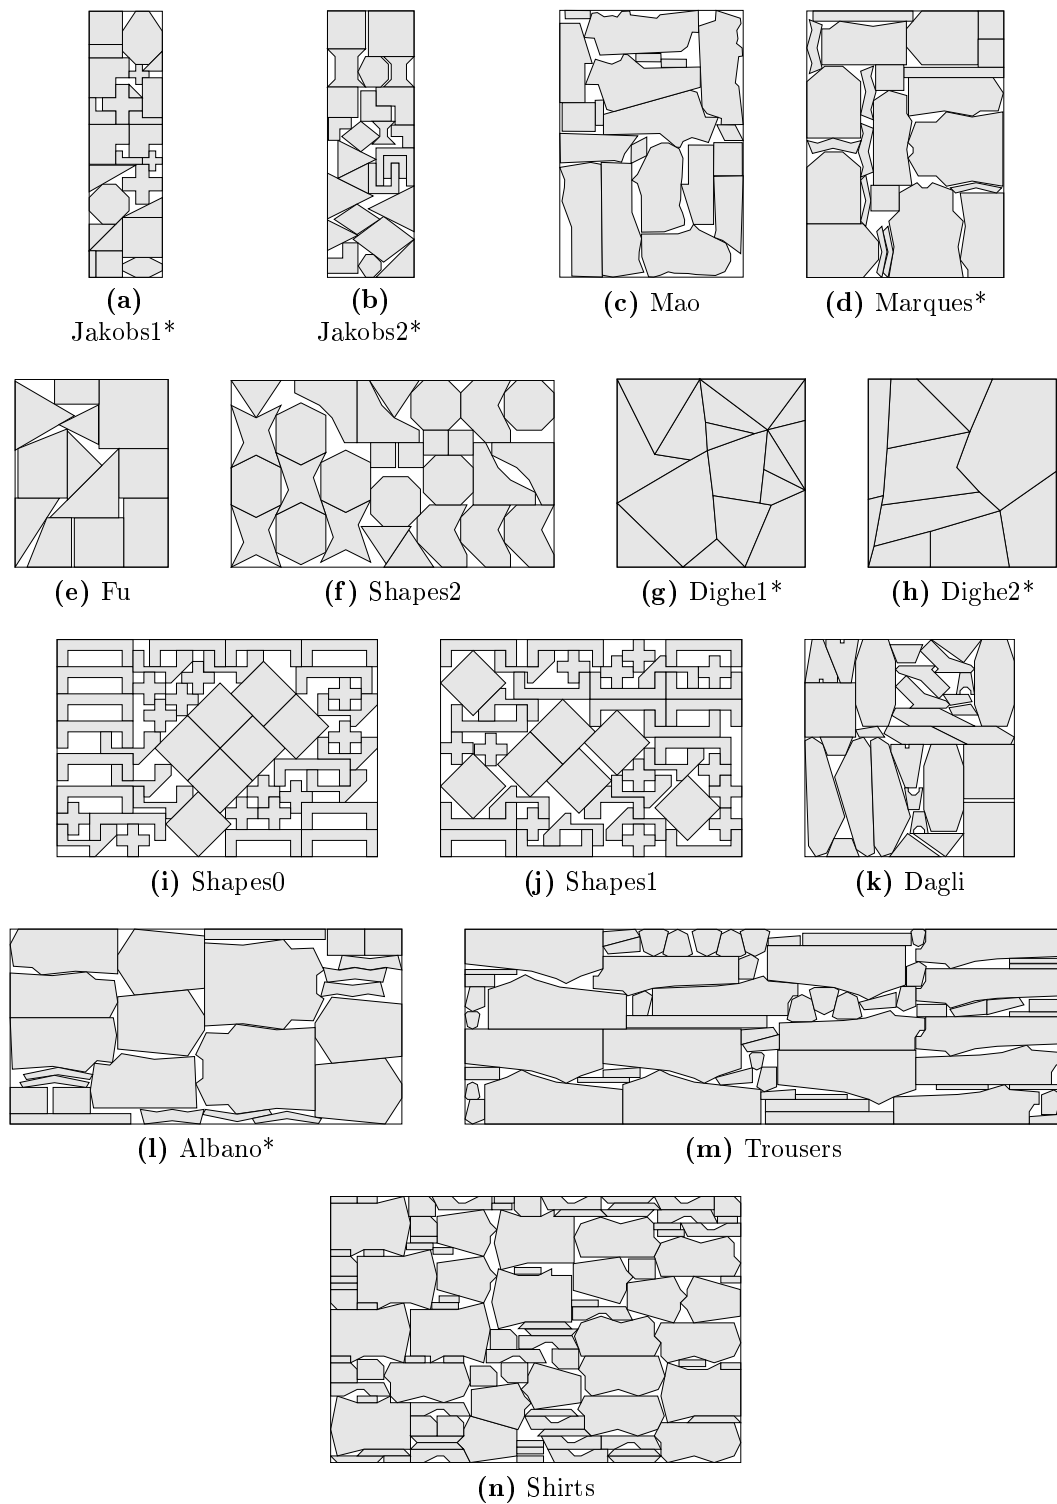 (a)
Jakobs1*
(b)
Jakobs2*
(c) Mao
(d) Marques*
(e) Fu
(f) Shapes2
(g) Dighe1*
(h) Dighe2*
(i) Shapes0
(j) Shapes1
(k) Dagli
(l) Albano*
(m) Trousers
(n) Shirts